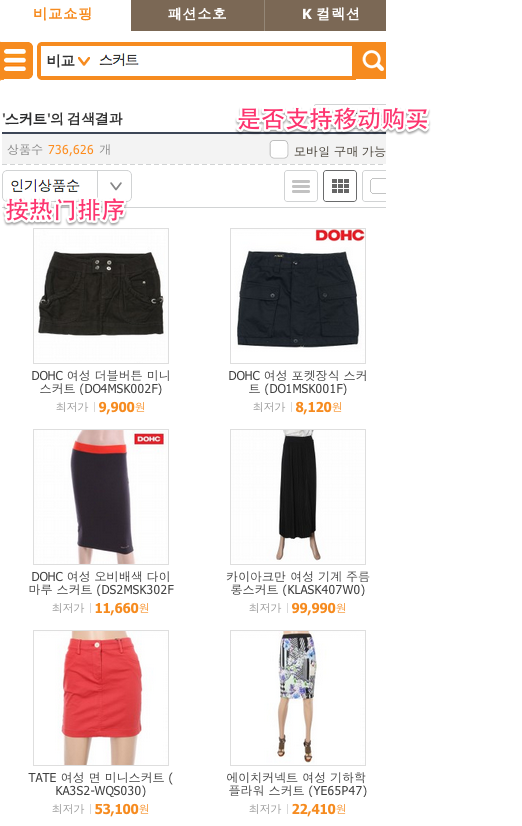 비교쇼핑 패션소호 K 컬렉션
비교 스커트
'스커트'의 검색결과 是否支持移动购买
상품수 736,626 개 모바일 구매 가능
인기상품순
按热门排序
DOHC
DOHC 여성 더블버튼 미니
스커트 (DO4MSK002F)
최저가 9,900원
DOHC 여성 포켓장식 스커
트 (DO1MSK001F)
최저가 8,120원
DOHC
DOHC 여성 오비배색 다이
마루 스커트 (DS2MSK302F
최저가 11,660원
카이아크만 여성 기계 주름
롱스커트 (KLASK407W0)
최저가 99,990원
TATE 여성 면 미니스커트 (
KA3S2-WQS030)
최저가 53,100원
에이치커넥트 여성 기하학
플라워 스커트 (YE65P47)
최저가 22,410원